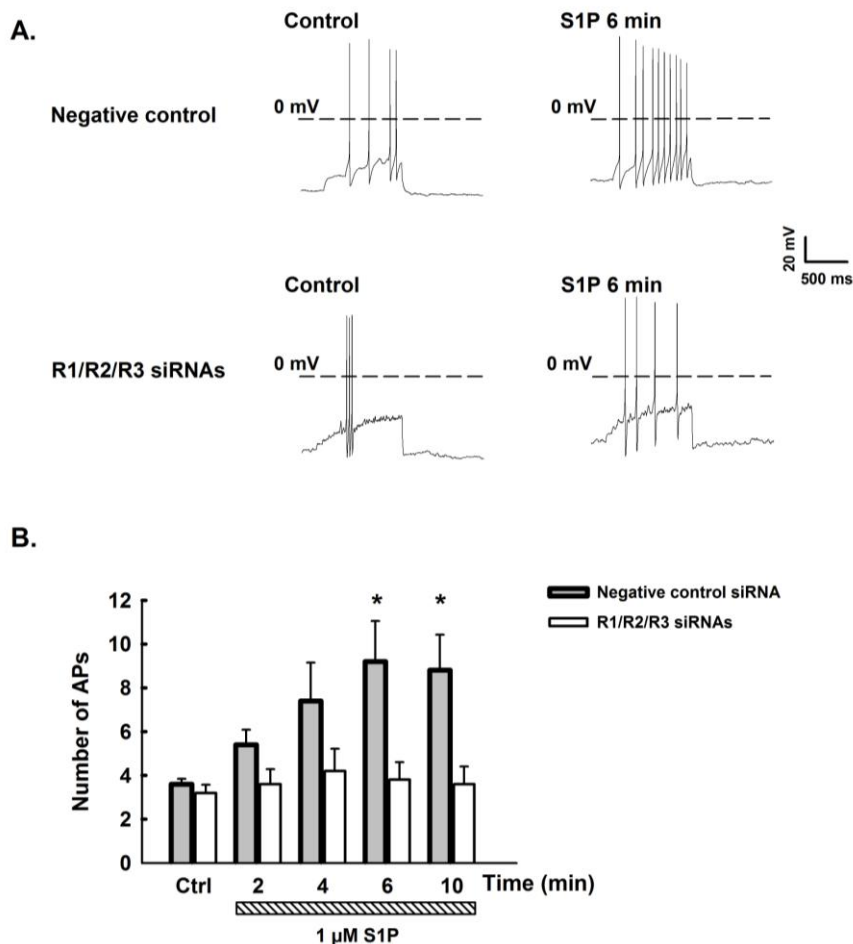 A.
Control
S1P 6 min
Negative control
0 mV
0 mV
20 mV
500 ms
Control
S1P 6 min
R1/R2/R3 siRNAs
0 mV
0 mV
B.
Negative control siRNA
R1/R2/R3 siRNAs
Number of APs
12
10
8
6
4
2
0
* *
Ctrl 2 4 6 10 Time (min)
1 µM S1P